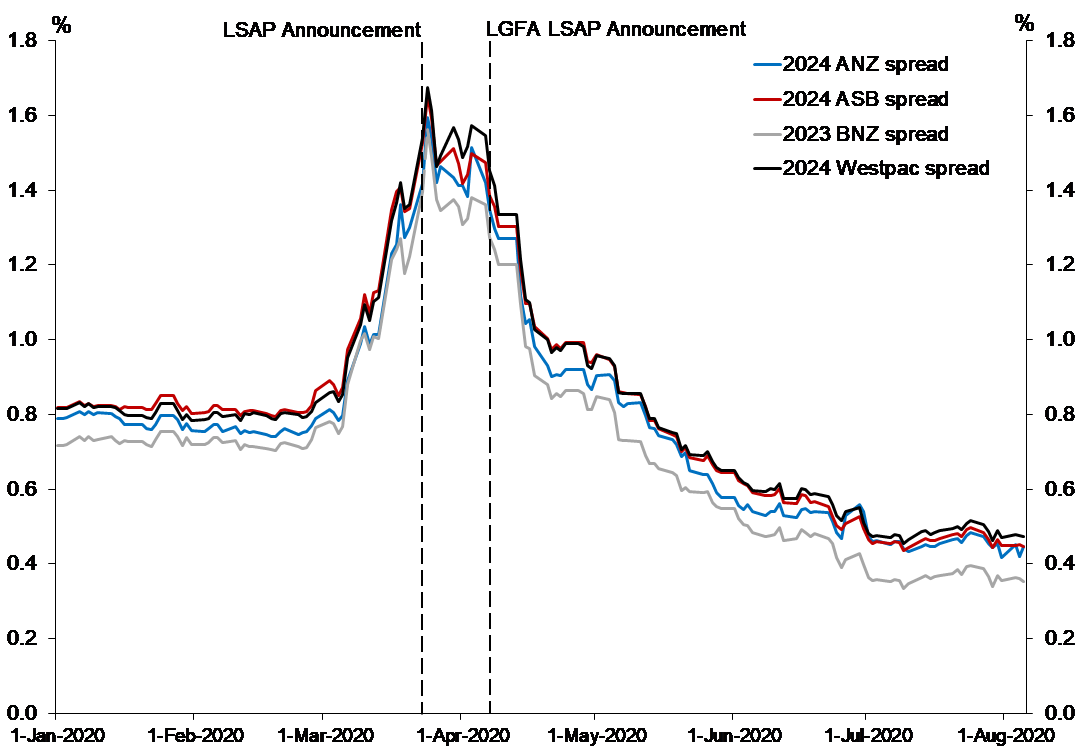 %
LSAP Announcement
LGFA LSAP Announcement
%
1.8
1.8
2024 ANZ spread
2024 ASB spread
2023 BNZ spread
2024 Westpac spread
1.6
1.6
1.4
1.4
1.2
1.2
1.0
1.0
0.8
0.8
0.6
0.6
0.4
0.4
0.2
0.2
0.0
0.0
1-Jan-2020
1-Feb-2020
1-Mar-2020
1-Apr-2020
1-May-2020
1-Jun-2020
1-Jul-2020
1-Aug-2020